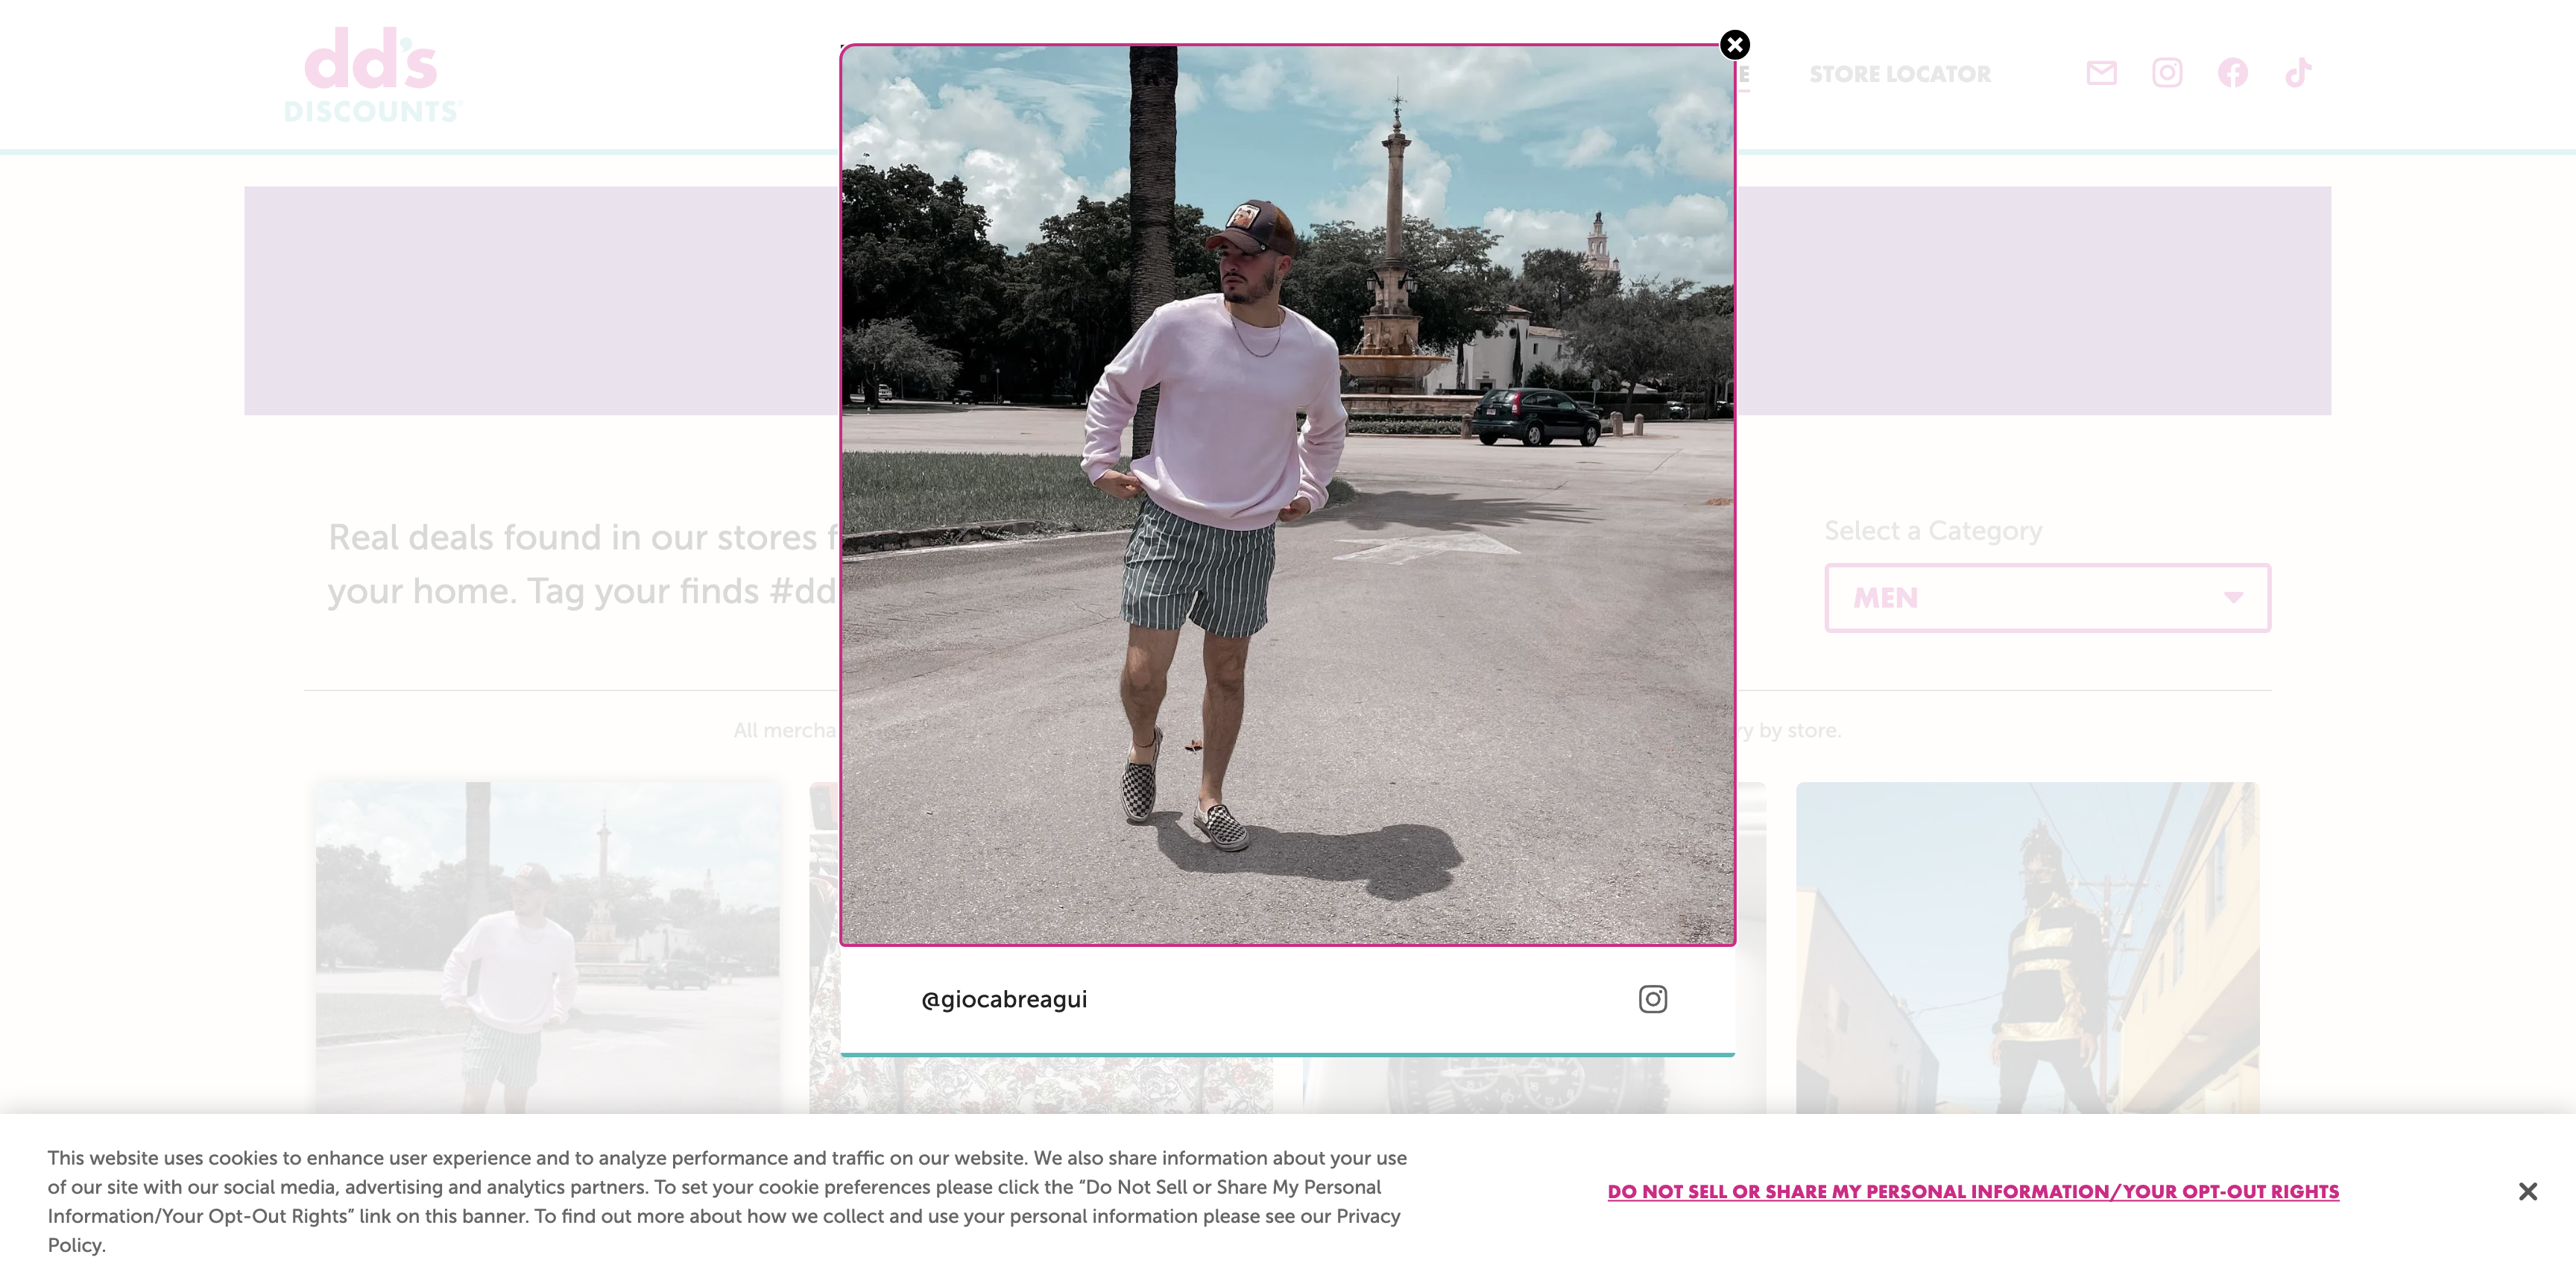 dd's
DISCOUNTS
E
STORE LOCATOR
Real deals found in our stores f
your home. Tag your finds #dd
Select a Category
MEN
All mercha
ry by store.
@giocabreagui
This website uses cookies to enhance user experience and to analyze performance and traffic on our website. We also share information about your use
of our site with our social media, advertising and analytics partners. To set your cookie preferences please click the “Do Not Sell or Share My Personal
Information/Your Opt-Out Rights” link on this banner. To find out more about how we collect and use your personal information please see our Privacy
Policy.
DO NOT SELL OR SHARE MY PERSONAL INFORMATION/YOUR OPT-OUT RIGHTS